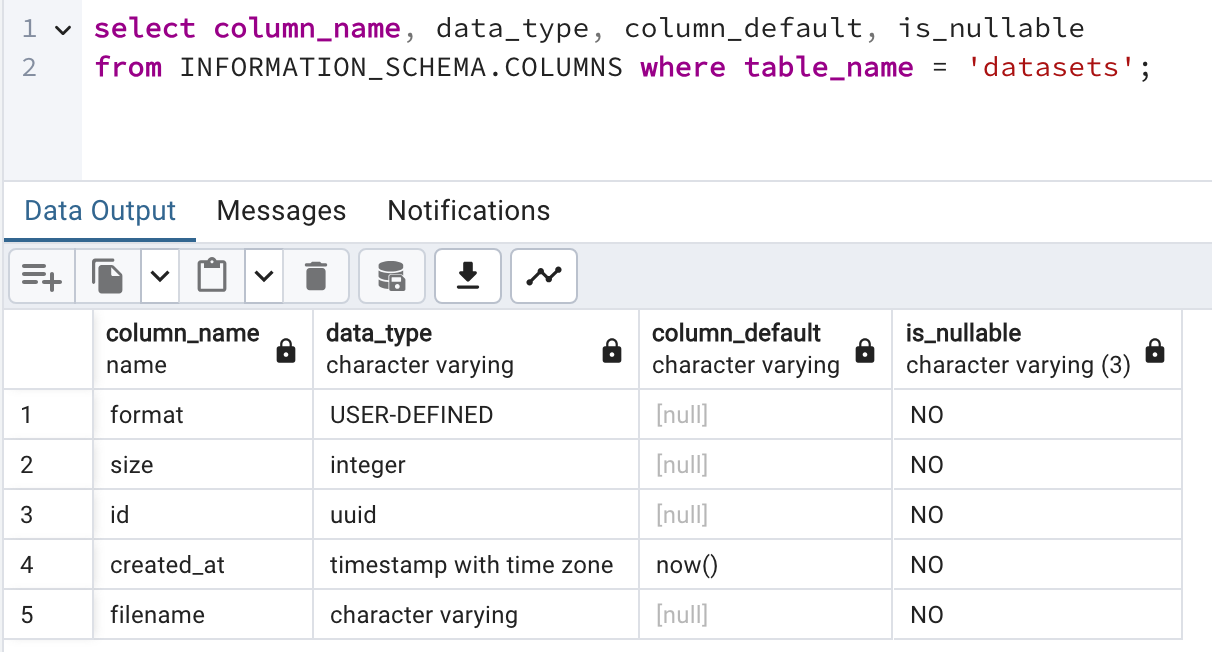 1 select column_name, data_type, column_default, is_nullable
2 from INFORMATION_SCHEMA.COLUMNS where table_name = 'datasets';
Data Output Messages Notifications
column_name data_type column_default is_nullable
name character varying character varying character varying (3)
1 format USER-DEFINED [null] NO
2 size integer [null] NO
3 id uuid [null] NO
4 created_at timestamp with time zone now() NO
5 filename character varying [null] NO